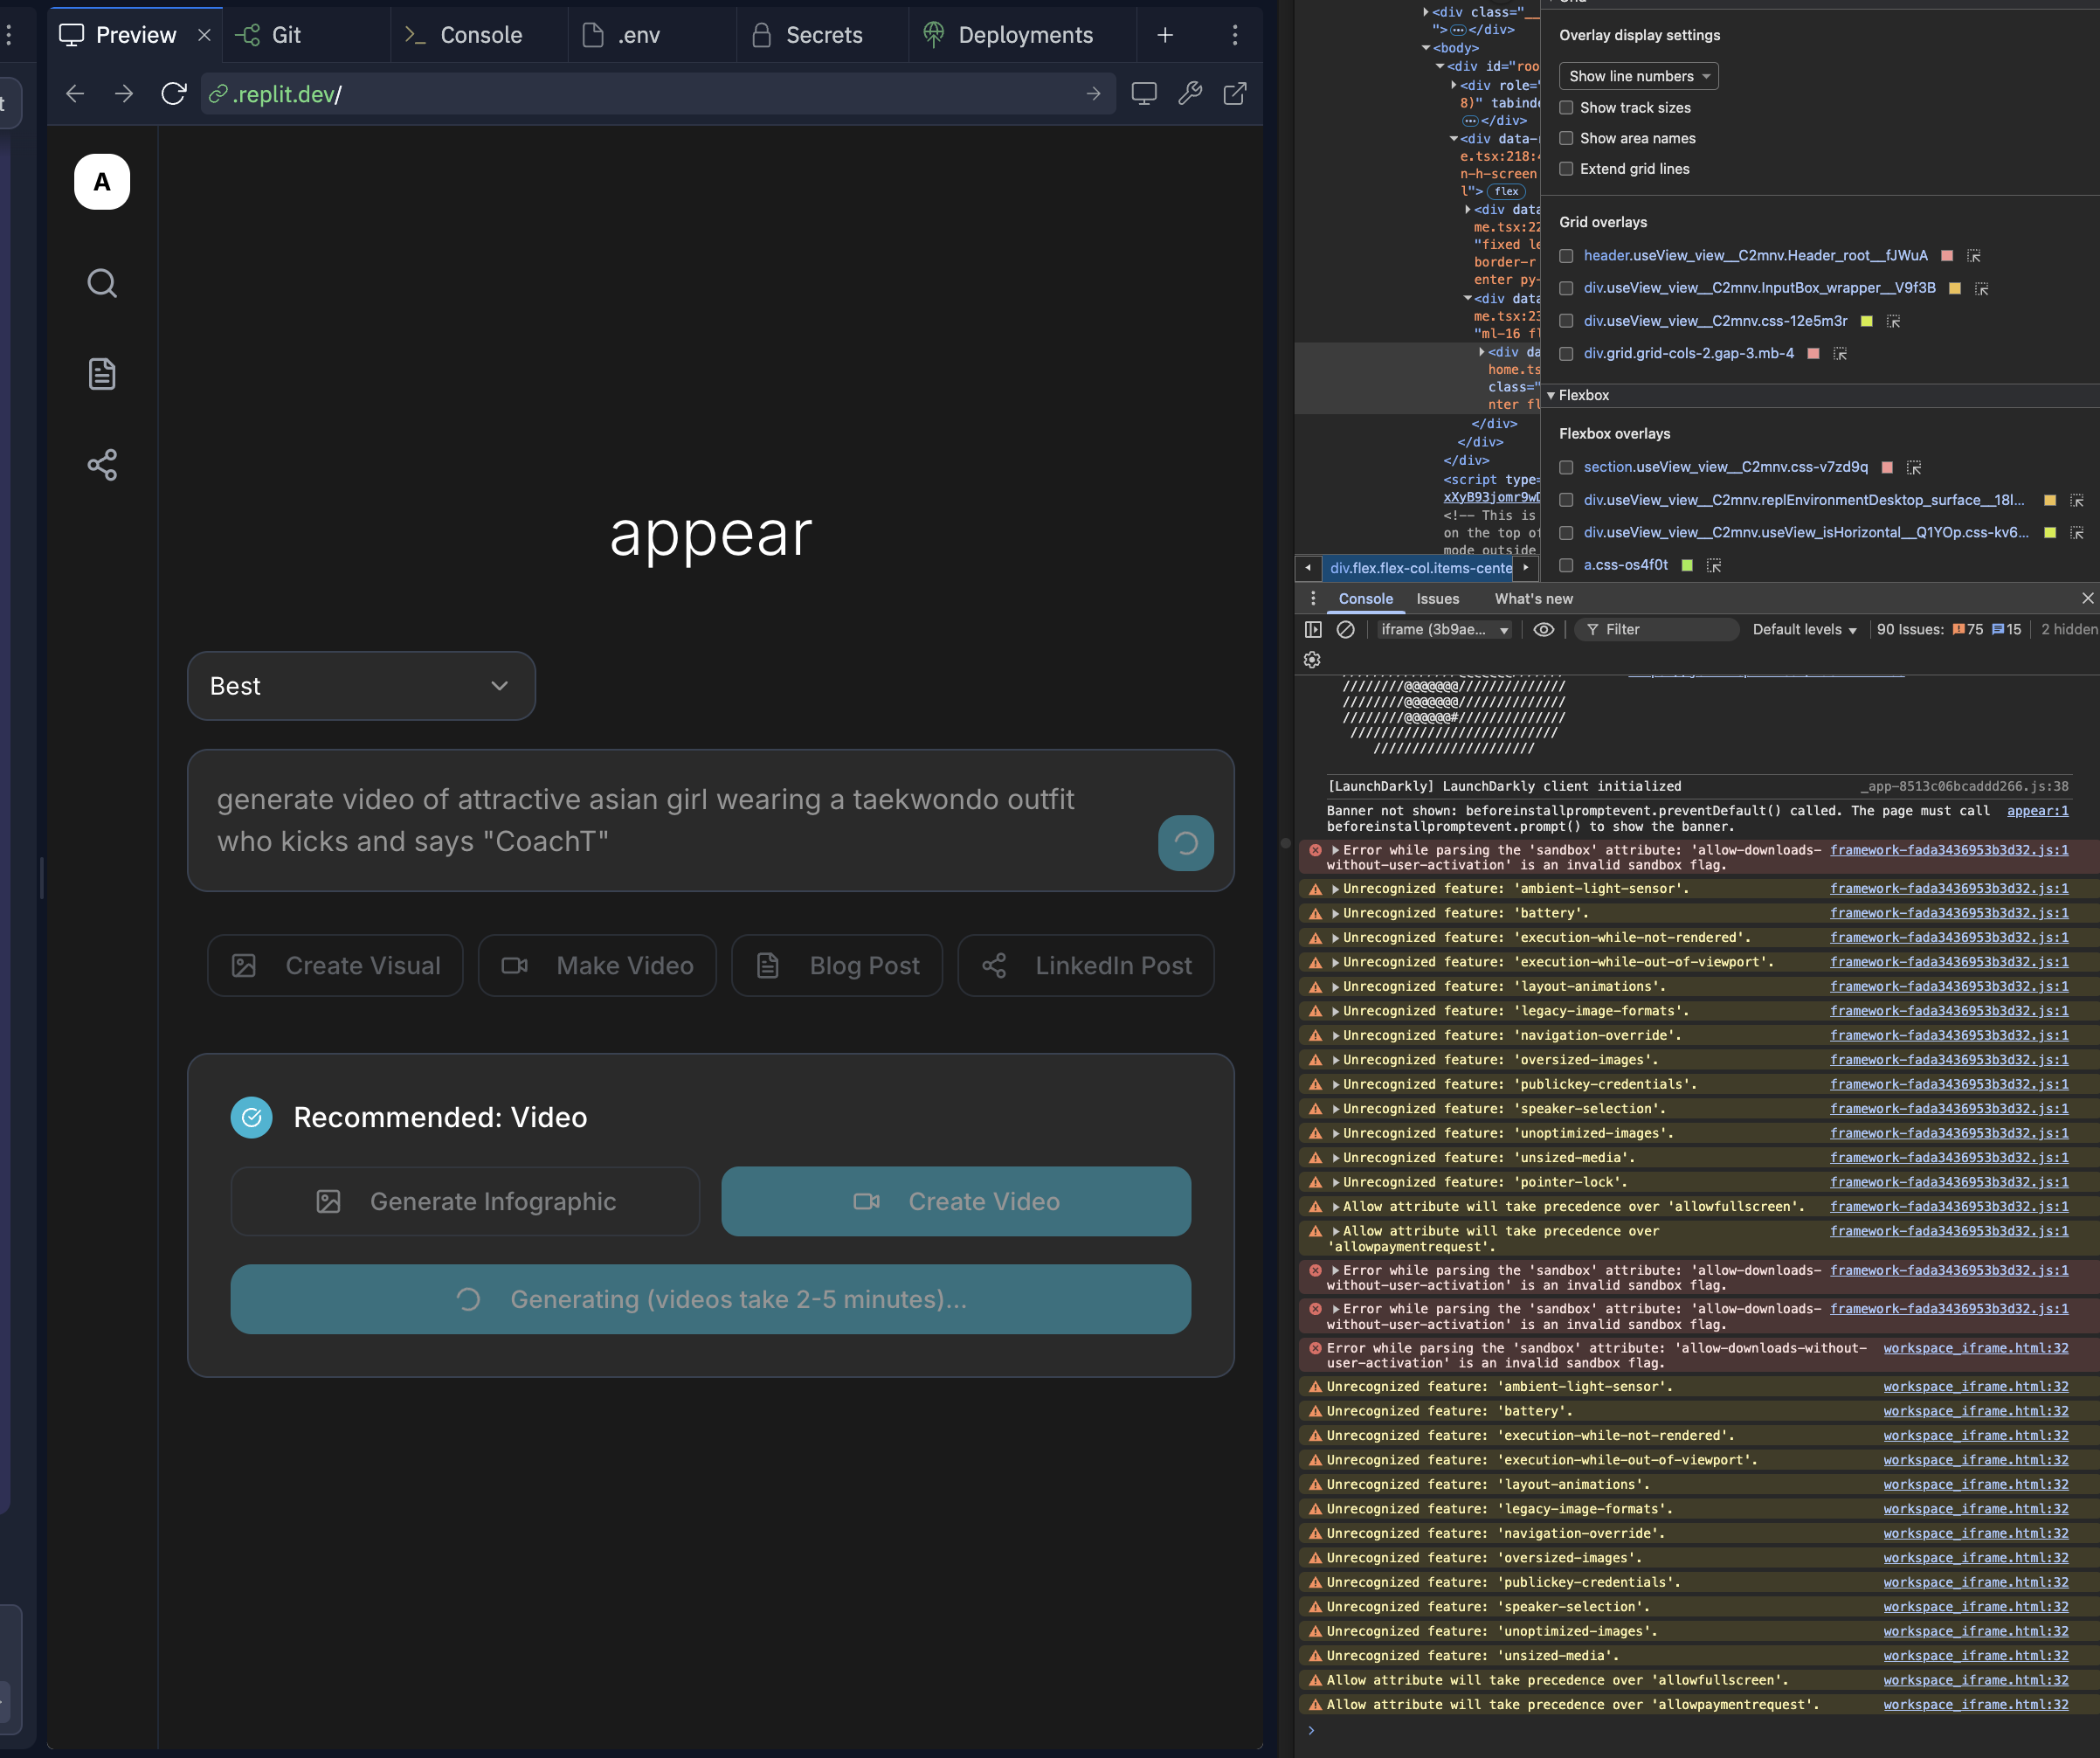 Preview
Git
Console
.env
Secrets
Deployments
.replit.dev/
A
appear
Best
generate video of attractive asian girl wearing a taekwondo outfit
who kicks and says "CoachT"
Create Visual
Make Video
Blog Post
LinkedIn Post
Recommended: Video
Generate Infographic
Create Video
Generating (videos take 2-5 minutes)...
<div class="__
"> ⋯ </div>
<body>
<div id="roo
<div role="
8)" tabinde
⋯ </div>
<div data-
e.tsx:218:4
n-h-screen
l"> flex
<div data
me.tsx:22
"fixed le
border-r
enter py-
<div data
me.tsx:23
"ml-16 fl
<div da
home.ts
class="
nter fl
</div>
</div>
</div>
<script type=
xXyB93jomr9wD
<!-- This is
on the top of
mode outside
div.flex.flex-col.items-cente
Overlay display settings
Show line numbers
Show track sizes
Show area names
Extend grid lines
Grid overlays
header.useView_view__C2mnv.Header_root__fJWuA
div.useView_view__C2mnv.InputBox_wrapper__V9f3B
div.useView_view__C2mnv.css-12e5m3r
div.grid.grid-cols-2.gap-3.mb-4
Flexbox
Flexbox overlays
section.useView_view__C2mnv.css-v7zd9q
div.useView_view__C2mnv.replEnvironmentDesktop_surface__18l...
div.useView_view__C2mnv.useView_isHorizontal__Q1YOp.css-kv6...
a.css-os4f0t
Console Issues What's new
iframe (3b9ae... Filter Default levels 90 Issues: 75 15 2 hidden
////////@@@@@@@//////////////
////////@@@@@@@//////////////
////////@@@@@@#//////////////
///////////////////////////
/////////////////////
[LaunchDarkly] LaunchDarkly client initialized _app-8513c06bcaddd266.js:38
Banner not shown: beforeinstallpromptevent.preventDefault() called. The page must call appear:1
beforeinstallpromptevent.prompt() to show the banner.
Error while parsing the 'sandbox' attribute: 'allow-downloads- framework-fada3436953b3d32.js:1
without-user-activation' is an invalid sandbox flag.
Unrecognized feature: 'ambient-light-sensor'. framework-fada3436953b3d32.js:1
Unrecognized feature: 'battery'. framework-fada3436953b3d32.js:1
Unrecognized feature: 'execution-while-not-rendered'. framework-fada3436953b3d32.js:1
Unrecognized feature: 'execution-while-out-of-viewport'. framework-fada3436953b3d32.js:1
Unrecognized feature: 'layout-animations'. framework-fada3436953b3d32.js:1
Unrecognized feature: 'legacy-image-formats'. framework-fada3436953b3d32.js:1
Unrecognized feature: 'navigation-override'. framework-fada3436953b3d32.js:1
Unrecognized feature: 'oversized-images'. framework-fada3436953b3d32.js:1
Unrecognized feature: 'publickey-credentials'. framework-fada3436953b3d32.js:1
Unrecognized feature: 'speaker-selection'. framework-fada3436953b3d32.js:1
Unrecognized feature: 'unoptimized-images'. framework-fada3436953b3d32.js:1
Unrecognized feature: 'unsized-media'. framework-fada3436953b3d32.js:1
Unrecognized feature: 'pointer-lock'. framework-fada3436953b3d32.js:1
Allow attribute will take precedence over 'allowfullscreen'. framework-fada3436953b3d32.js:1
Allow attribute will take precedence over framework-fada3436953b3d32.js:1
'allowpaymentrequest'.
Error while parsing the 'sandbox' attribute: 'allow-downloads- framework-fada3436953b3d32.js:1
without-user-activation' is an invalid sandbox flag.
Error while parsing the 'sandbox' attribute: 'allow-downloads- framework-fada3436953b3d32.js:1
without-user-activation' is an invalid sandbox flag.
Error while parsing the 'sandbox' attribute: 'allow-downloads-without- workspace_iframe.html:32
user-activation' is an invalid sandbox flag.
Unrecognized feature: 'ambient-light-sensor'. workspace_iframe.html:32
Unrecognized feature: 'battery'. workspace_iframe.html:32
Unrecognized feature: 'execution-while-not-rendered'. workspace_iframe.html:32
Unrecognized feature: 'execution-while-out-of-viewport'. workspace_iframe.html:32
Unrecognized feature: 'layout-animations'. workspace_iframe.html:32
Unrecognized feature: 'legacy-image-formats'. workspace_iframe.html:32
Unrecognized feature: 'navigation-override'. workspace_iframe.html:32
Unrecognized feature: 'oversized-images'. workspace_iframe.html:32
Unrecognized feature: 'publickey-credentials'. workspace_iframe.html:32
Unrecognized feature: 'speaker-selection'. workspace_iframe.html:32
Unrecognized feature: 'unoptimized-images'. workspace_iframe.html:32
Unrecognized feature: 'unsized-media'. workspace_iframe.html:32
Allow attribute will take precedence over 'allowfullscreen'. workspace_iframe.html:32
Allow attribute will take precedence over 'allowpaymentrequest'. workspace_iframe.html:32